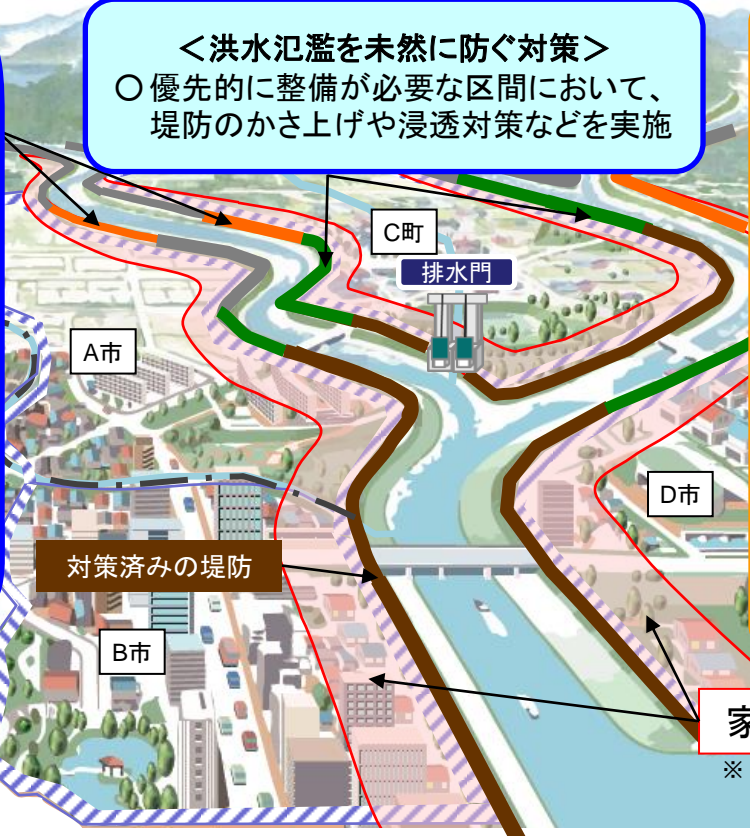 ＜洪水氾濫を未然に防ぐ対策＞
○優先的に整備が必要な区間において、
堤防のかさ上げや浸透対策などを実施
C町
排水門
A市
D市
対策済みの堤防
B市
家
※